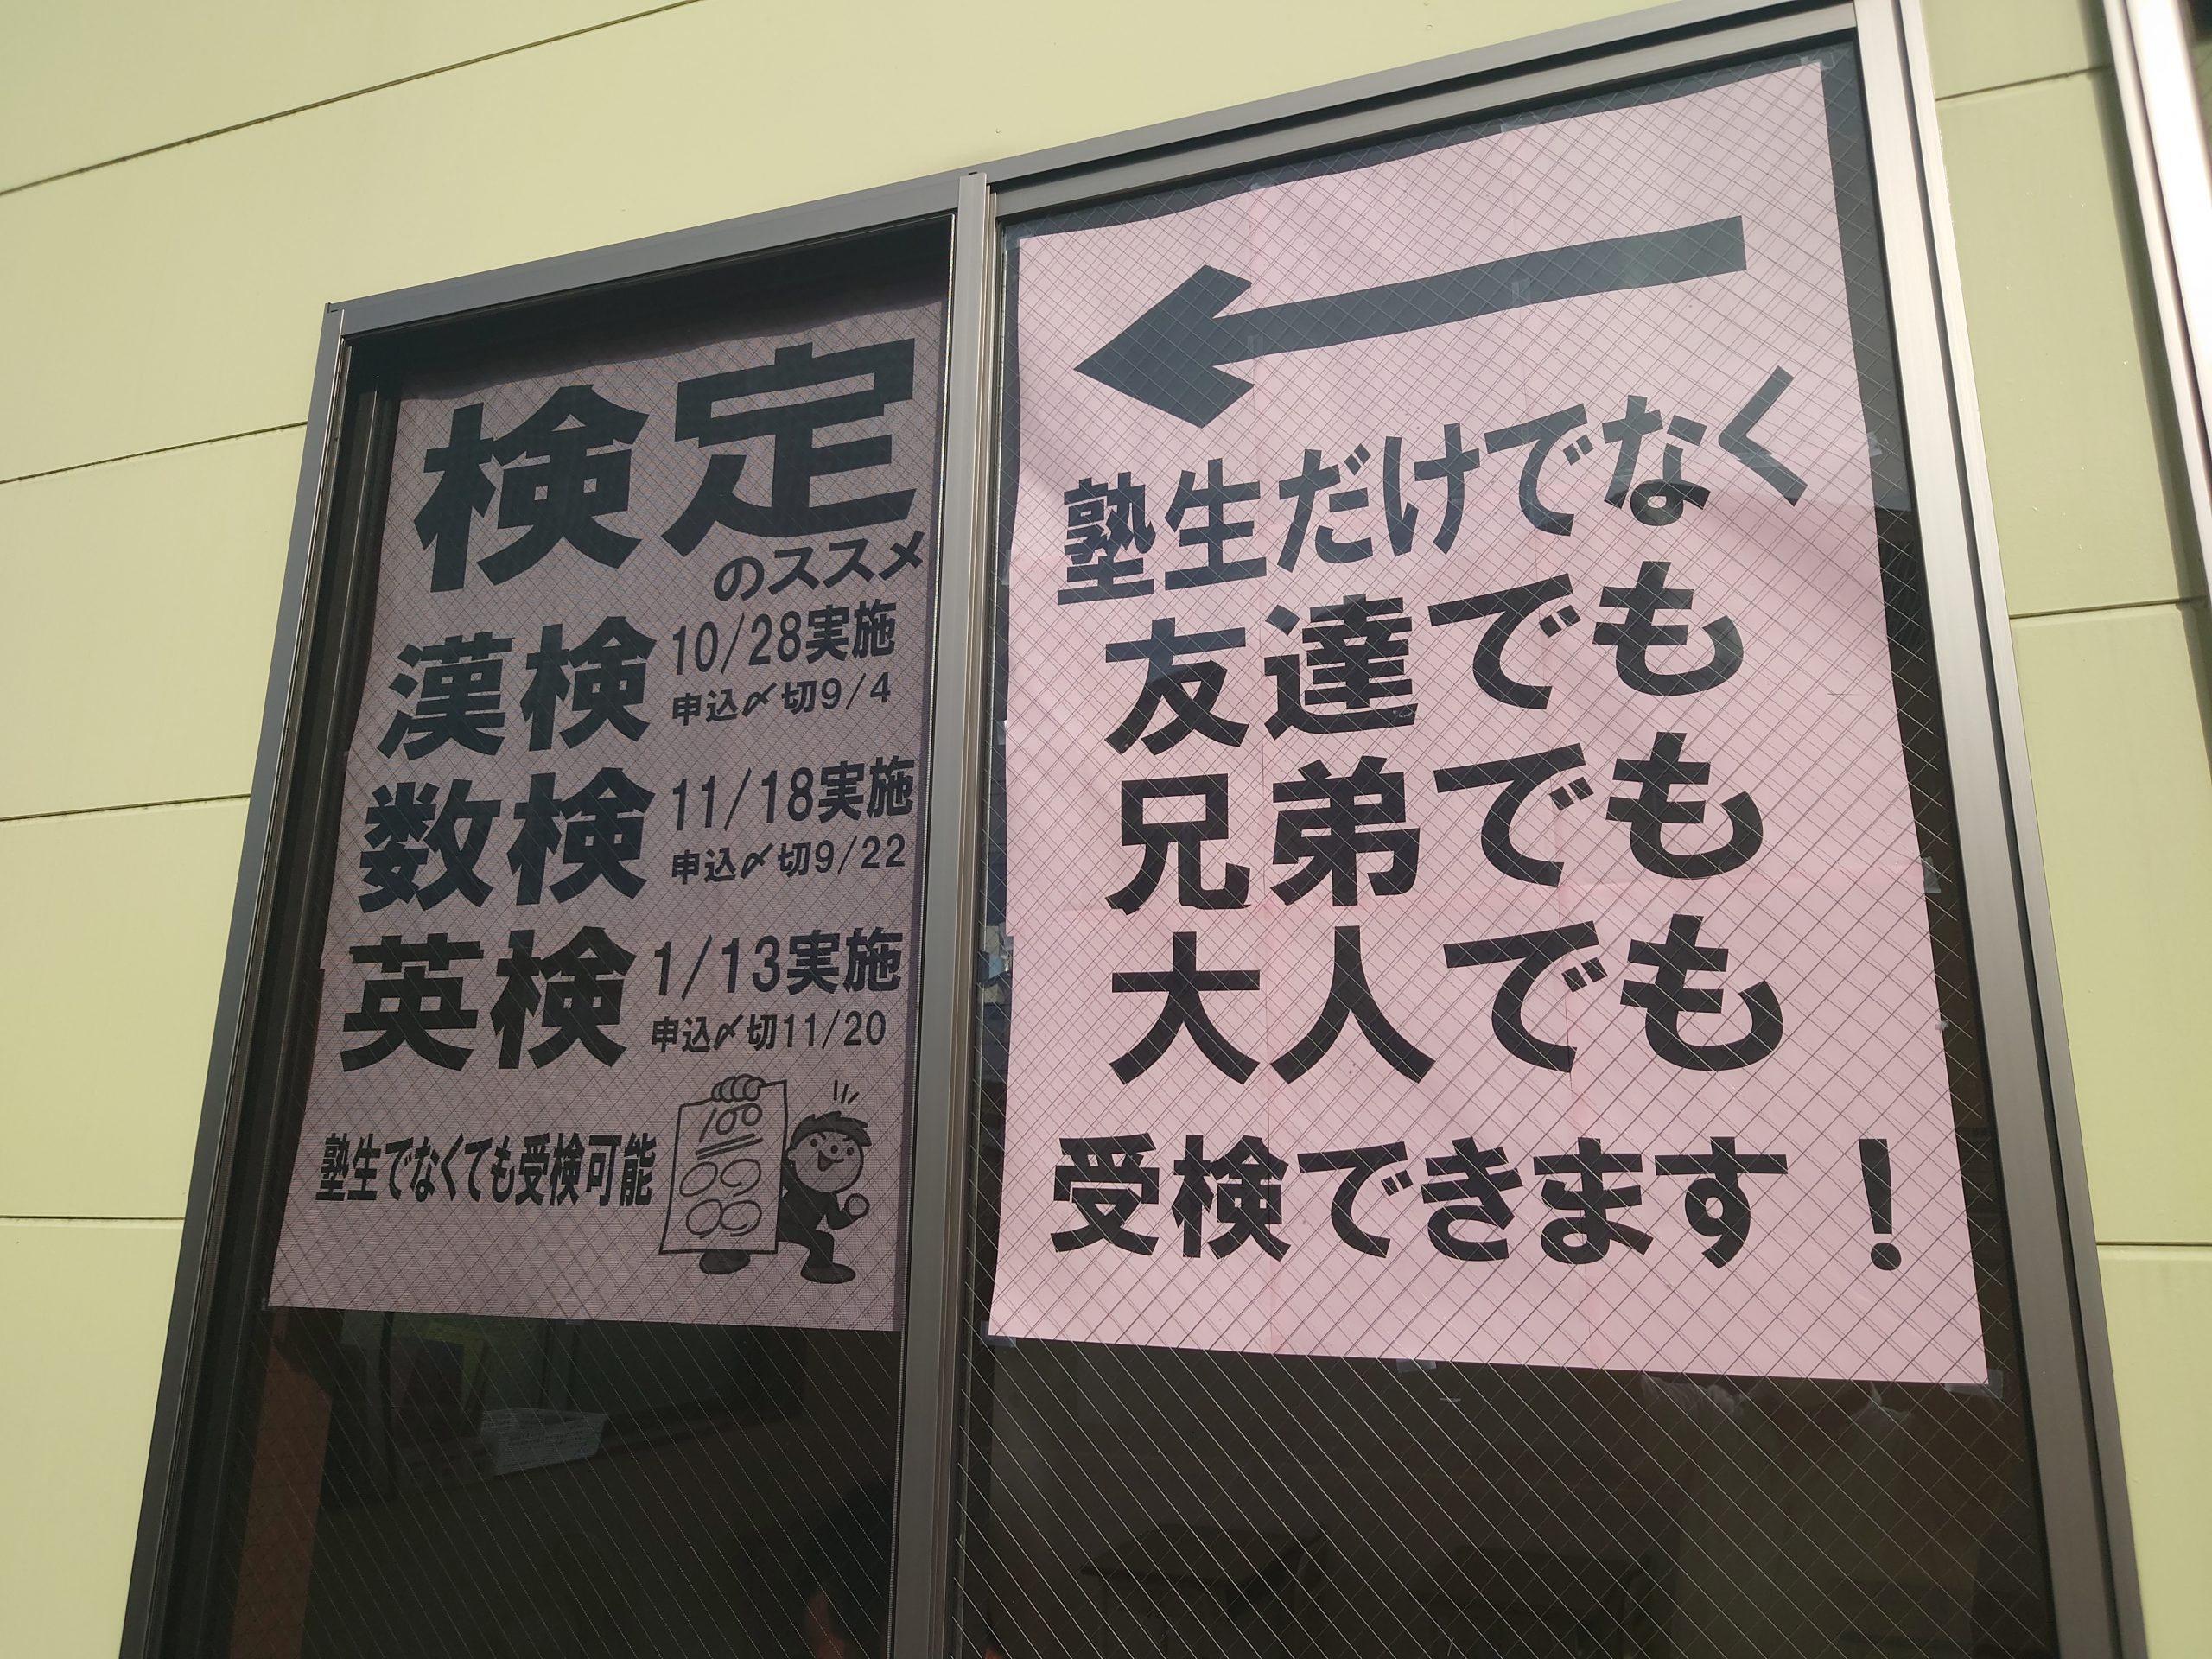 検定
のススメ
漢検 10/28実施
申込〆切9/4
数検 11/18実施
申込〆切9/22
英検 1/13実施
申込〆切11/20
塾生でなくても受検可能
100
塾生だけでなく
友達でも
兄弟でも
大人でも
受検できます！